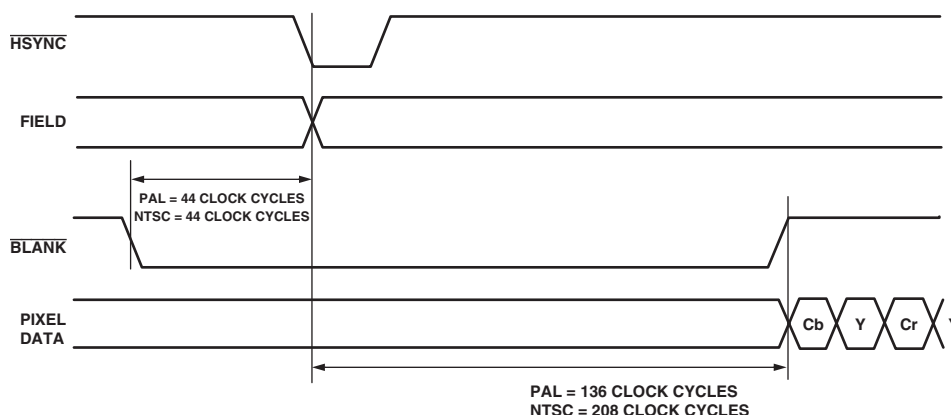 HSYNC
FIELD
PAL = 44 CLOCK CYCLES
NTSC = 44 CLOCK CYCLES
BLANK
PIXEL
DATA
Cb Y Cr Y
PAL = 136 CLOCK CYCLES
NTSC = 208 CLOCK CYCLES